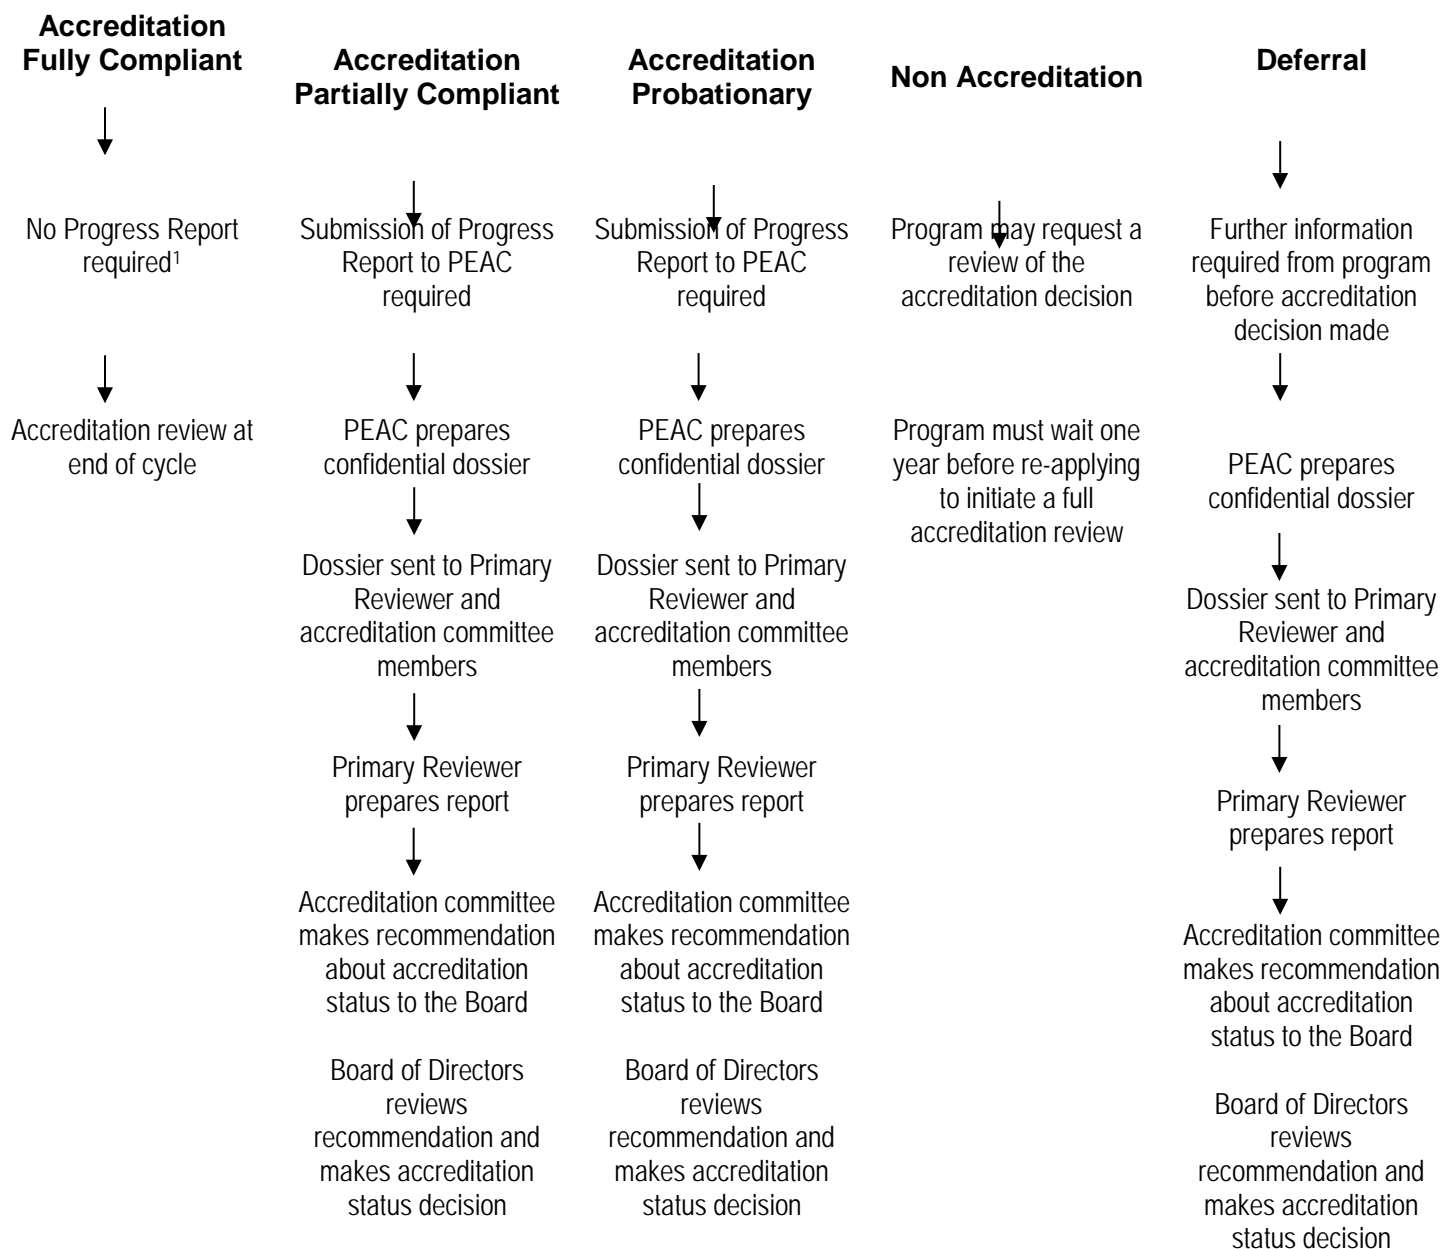 Accreditation
Fully Compliant
No Progress Report
required1
Accreditation review at
end of cycle
Accreditation
Partially Compliant
Submission of Progress
Report to PEAC
required
PEAC prepares
confidential dossier
Dossier sent to Primary
Reviewer and
accreditation committee
members
Primary Reviewer
prepares report
Accreditation committee
makes recommendation
about accreditation
status to the Board
Board of Directors
reviews
recommendation and
makes accreditation
status decision
Accreditation
Probationary
Submission of Progress
Report to PEAC
required
PEAC prepares
confidential dossier
Dossier sent to Primary
Reviewer and
accreditation committee
members
Primary Reviewer
prepares report
Accreditation committee
makes recommendation
about accreditation
status to the Board
Board of Directors
reviews
recommendation and
makes accreditation
status decision
Non Accreditation
Program may request a
review of the
accreditation decision
Program must wait one
year before re-applying
to initiate a full
accreditation review
Deferral
Further information
required from program
before accreditation
decision made
PEAC prepares
confidential dossier
Dossier sent to Primary
Reviewer and
accreditation committee
members
Primary Reviewer
prepares report
Accreditation committee
makes recommendation
about accreditation
status to the Board
Board of Directors
reviews
recommendation and
makes accreditation
status decision